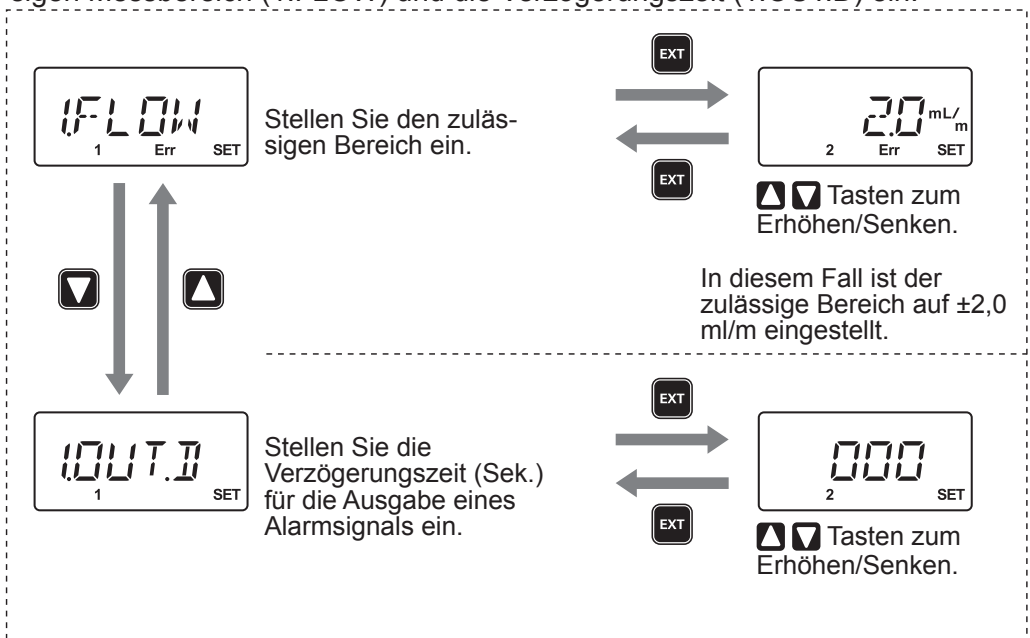 eigen Messbereich (1.FLOW) und die Verzögerungszeit (1.OUT.D) ein.
EXT
1.FLOW
1 Err SET
Stellen Sie den zuläs-
sigen Bereich ein.
2.0 mL/m
2 Err SET
EXT
Tasten zum
Erhöhen/Senken.
In diesem Fall ist der
zulässige Bereich auf ±2,0
ml/m eingestellt.
EXT
1.OUT.D
1 SET
Stellen Sie die
Verzögerungszeit (Sek.)
für die Ausgabe eines
Alarmsignals ein.
000
2 SET
EXT
Tasten zum
Erhöhen/Senken.